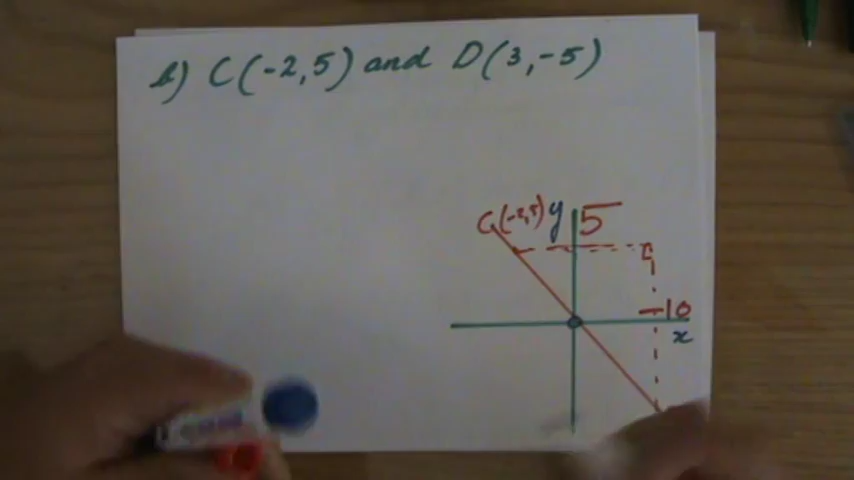 b) C(-2,5) and D(3,-5)
C(-2,5) y 5
-10
x